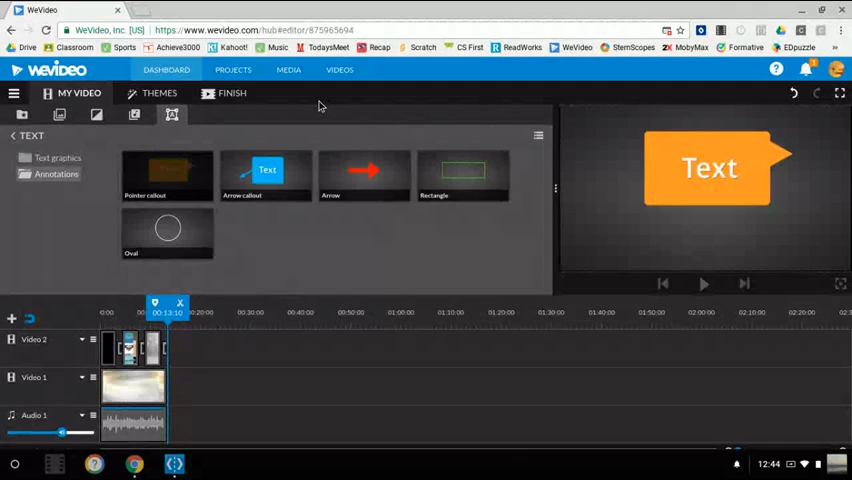 WeVideo
WeVideo, Inc. [US] https://www.wevideo.com/hub#editor/875965694
Drive Classroom Sports Achieve3000 Kahoot! Music TodaysMeet Recap Scratch CS First ReadWorks WeVideo StemScopes MobyMax Formative EDpuzzle
WEVIDEO DASHBOARD PROJECTS MEDIA VIDEOS ? 1
MY VIDEO THEMES FINISH
A
TEXT
Text graphics
Annotations
Text
Pointer callout Arrow callout Arrow Rectangle
Oval
Text
0:00 00:13:10 00:20:00 00:30:00 00:40:00 00:50:00 01:00:00 01:10:00 01:20:00 01:30:00 01:40:00 01:50:00 02:00:00 02:10:00 02:20:00 02:3
Video 2
Video 1
Audio 1
12:44